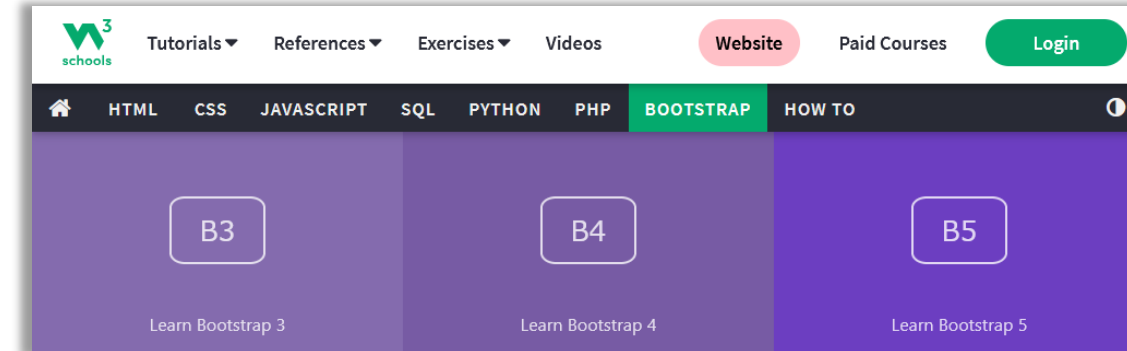 3
schools
Tutorials References Exercises Videos Website Paid Courses Login
HTML CSS JAVASCRIPT SQL PYTHON PHP BOOTSTRAP HOW TO
B3 B4 B5
Learn Bootstrap 3 Learn Bootstrap 4 Learn Bootstrap 5